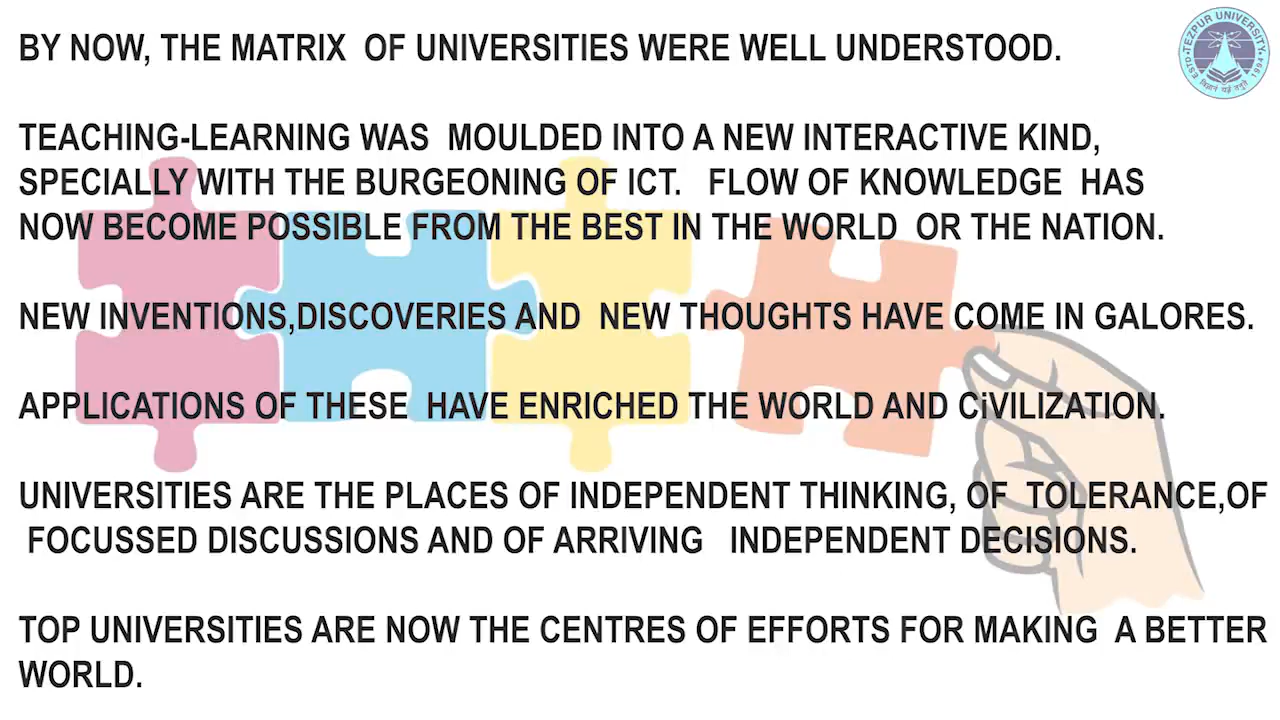 BY NOW, THE MATRIX OF UNIVERSITIES WERE WELL UNDERSTOOD.
TEACHING-LEARNING WAS MOULDED INTO A NEW INTERACTIVE KIND,
SPECIALLY WITH THE BURGEONING OF ICT. FLOW OF KNOWLEDGE HAS
NOW BECOME POSSIBLE FROM THE BEST IN THE WORLD OR THE NATION.
NEW INVENTIONS,DISCOVERIES AND NEW THOUGHTS HAVE COME IN GALORES.
APPLICATIONS OF THESE HAVE ENRICHED THE WORLD AND CiVILIZATION.
UNIVERSITIES ARE THE PLACES OF INDEPENDENT THINKING, OF TOLERANCE,OF
FOCUSSED DISCUSSIONS AND OF ARRIVING INDEPENDENT DECISIONS.
TOP UNIVERSITIES ARE NOW THE CENTRES OF EFFORTS FOR MAKING A BETTER
WORLD.
TEZPUR UNIVERSITY
ESTD 1994